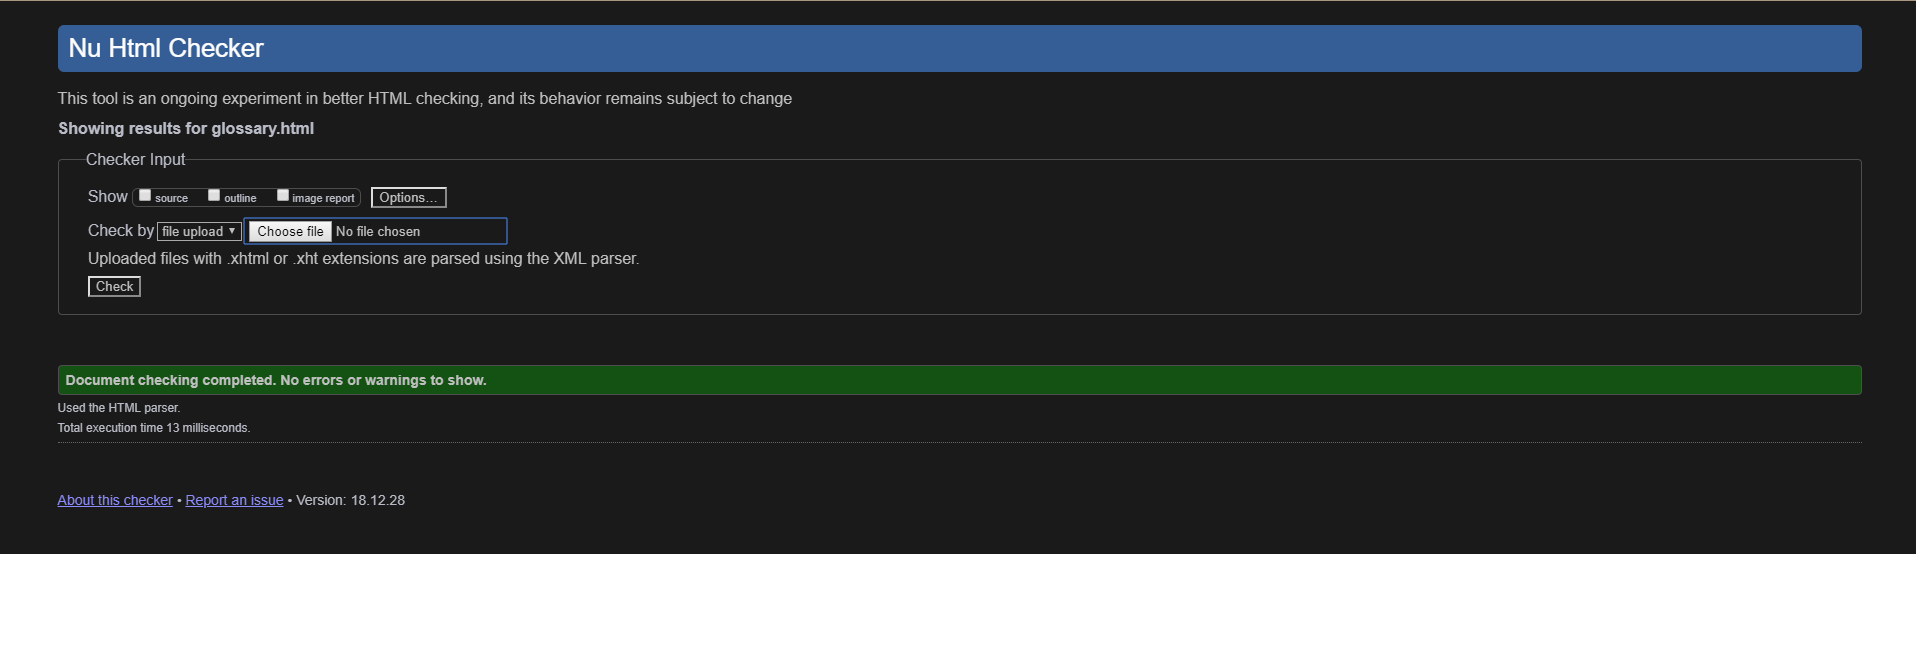 Nu Html Checker
This tool is an ongoing experiment in better HTML checking, and its behavior remains subject to change
Showing results for glossary.html
Checker Input
Show source outline image report Options...
Check by file upload ▼ Choose file No file chosen
Uploaded files with .xhtml or .xht extensions are parsed using the XML parser.
Check
Document checking completed. No errors or warnings to show.
Used the HTML parser.
Total execution time 13 milliseconds.
About this checker • Report an issue • Version: 18.12.28